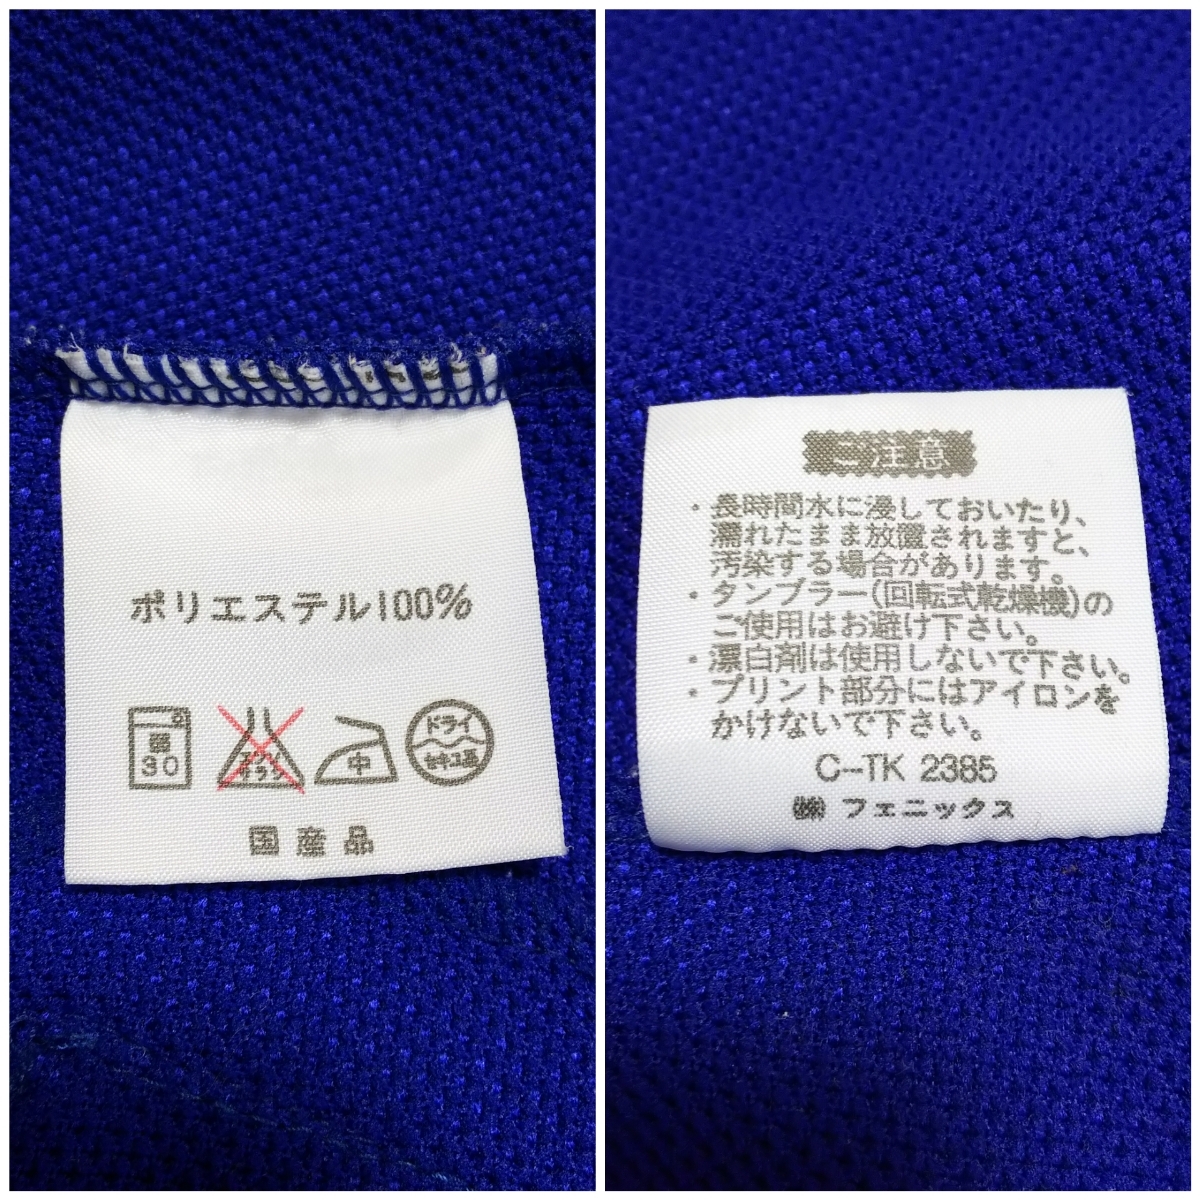 ポリエステル100%
弱
30
エンソ
サラシ
中
ドライ
セキユ系
国産品
ご注意
・長時間水に浸しておいたり、
濡れたまま放置されますと、
汚染する場合があります。
・タンブラー(回転式乾燥機)の
ご使用はお避け下さい。
・漂白剤は使用しないで下さい。
・プリント部分にはアイロンを
かけないで下さい。
C-TK 2385
㈱ フェニックス